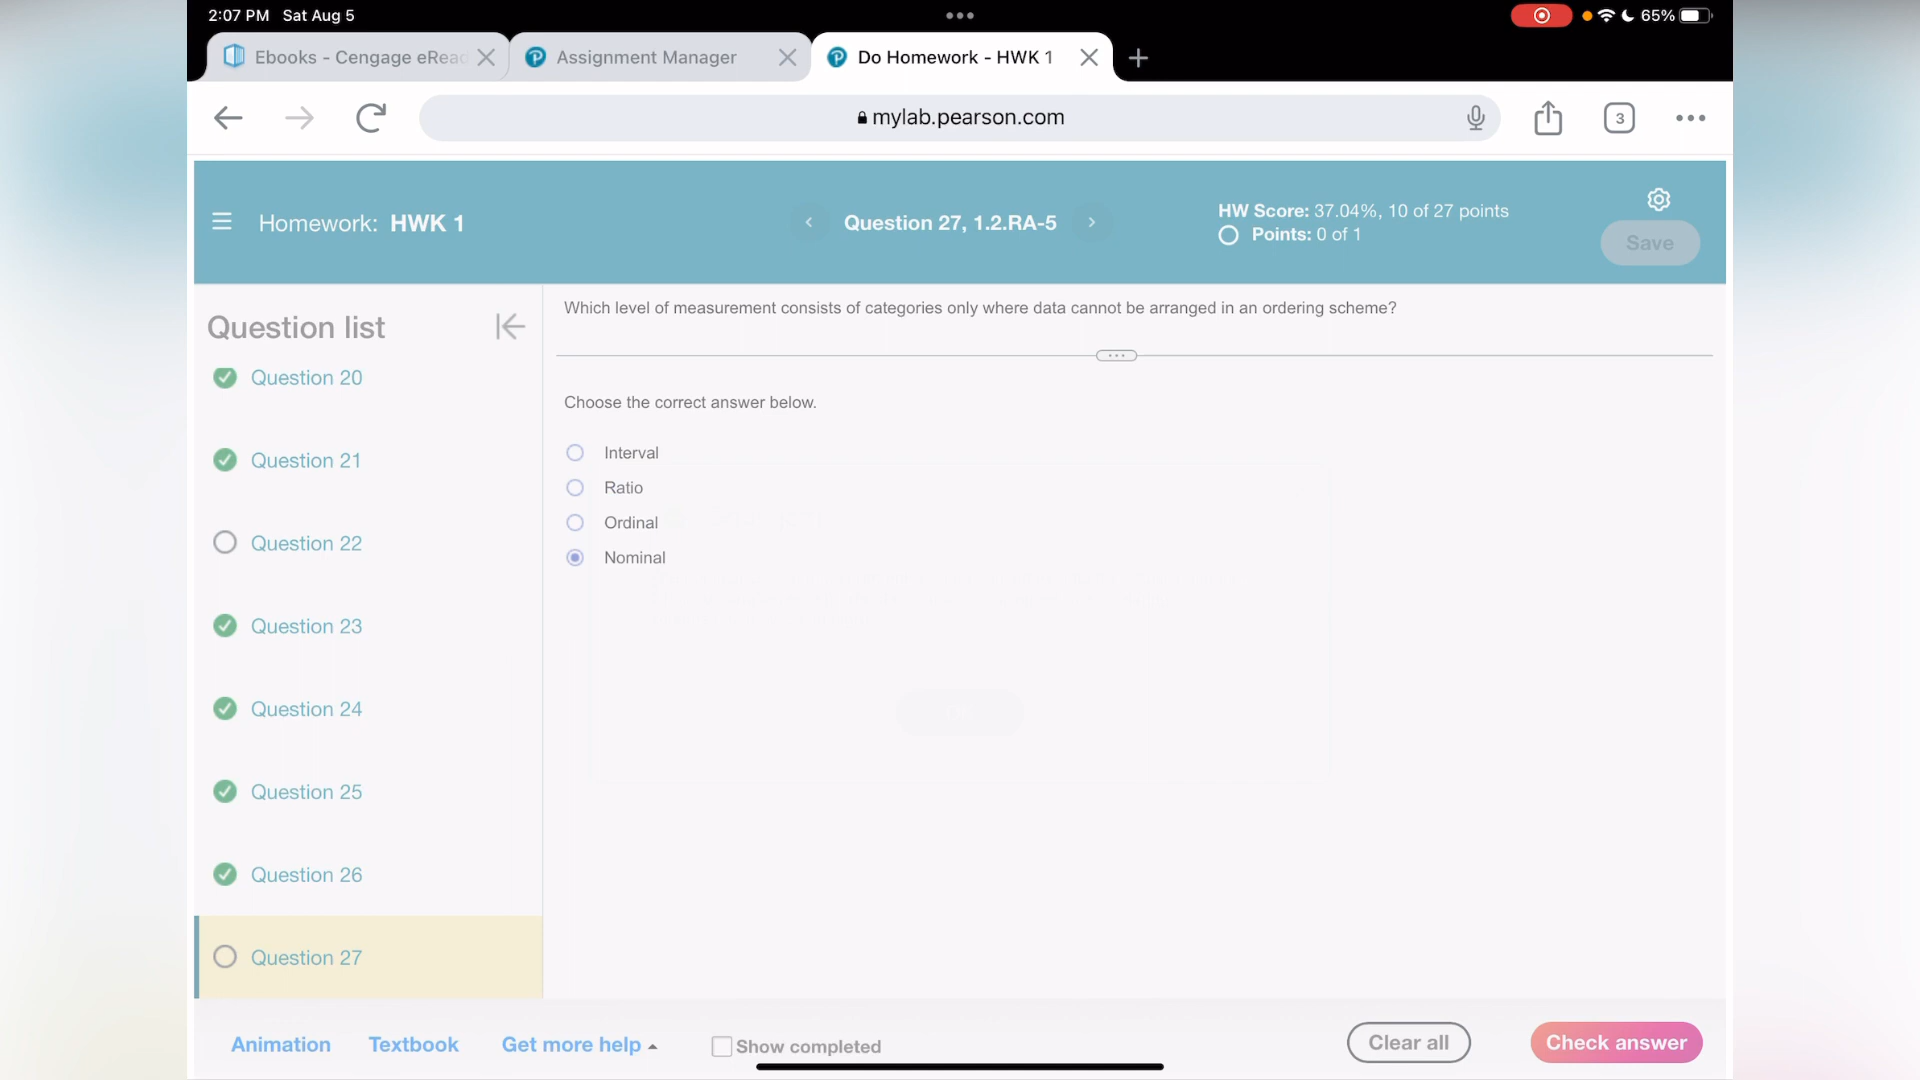 2:07 PM Sat Aug 5
65%
Ebooks - Cengage eRea
Assignment Manager
Do Homework - HWK 1
mylab.pearson.com
3
Homework: HWK 1
Question 27, 1.2.RA-5
HW Score: 37.04%, 10 of 27 points
Points: 0 of 1
Save
Question list
Question 20
Question 21
Question 22
Question 23
Question 24
Question 25
Question 26
Question 27
Which level of measurement consists of categories only where data cannot be arranged in an ordering scheme?
Choose the correct answer below.
Interval
Ratio
Ordinal
Nominal
Animation
Textbook
Get more help
Show completed
Clear all
Check answer